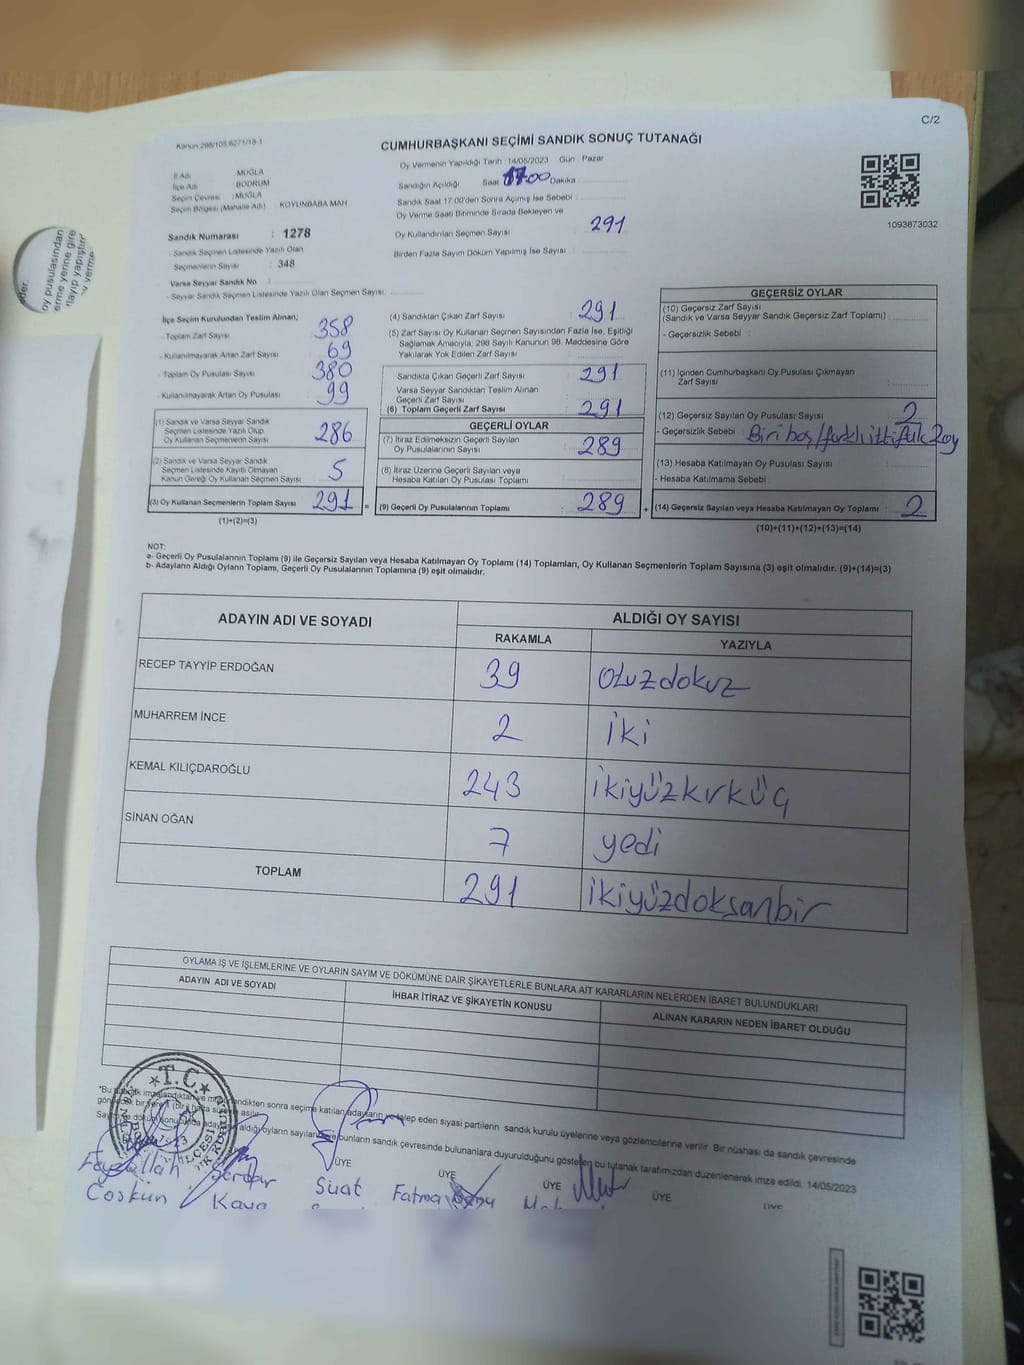 C/2
Kanun:298/105,6271/18-1
CUMHURBAŞKANI SEÇİMİ SANDIK SONUÇ TUTANAĞI
1093873032
İl Adı : MUĞLA
İlçe Adı : BODRUM
Seçim Çevresi : MUĞLA
Seçim Bölgesi (Mahalle Adı) : KOYUNBABA MAH
Sandık Numarası : 1278
- Sandık Seçmen Listesinde Yazılı Olan
Seçmenlerin Sayısı : 348
Varsa Seyyar Sandık No :
- Seyyar Sandık Seçmen Listesinde Yazılı Olan Seçmen Sayısı
Oy Vermenin Yapıldığı Tarih : 14/05/2023 Gün : Pazar
Sandığın Açıldığı Saat 17:00 Dakika :
Sandık Saat 17:00'den Sonra Açılmış İse Sebebi :
Oy Verme Saati Bitiminde Sırada Bekleyen ve
Oy Kullandırılan Seçmen Sayısı : 291
Birden Fazla Sayım Döküm Yapılmış İse Sayısı :
oy pusulasından
erme yerine gire
tlayıp yapıştır
İlçe Seçim Kurulundan Teslim Alınan;
- Toplam Zarf Sayısı : 358
- Kullanılmayarak Artan Zarf Sayısı : 69
- Toplam Oy Pusulası Sayısı : 380
- Kullanılmayarak Artan Oy Pusulası : 99
(1) Sandık ve Varsa Seyyar Sandık
Seçmen Listesinde Yazılı Olup
Oy Kullanan Seçmenlerin Sayısı : 286
(2) Sandık ve Varsa Seyyar Sandık
Seçmen Listesinde Kayıtlı Olmayan
Kanun Gereği Oy Kullanan Seçmen Sayısı : 5
(3) Oy Kullanan Seçmenlerin Toplam Sayısı 291 =
(1)+(2)=(3)
(4) Sandıktan Çıkan Zarf Sayısı : 291
(5) Zarf Sayısı Oy Kullanan Seçmen Sayısından Fazla İse, Eşitliği
Sağlamak Amacıyla, 298 Sayılı Kanunun 98. Maddesine Göre
Yakılarak Yok Edilen Zarf Sayısı :
Sandıkta Çıkan Geçerli Zarf Sayısı : 291
Varsa Seyyar Sandıktan Teslim Alınan
Geçerli Zarf Sayısı :
(6) Toplam Geçerli Zarf Sayısı : 291
GEÇERLİ OYLAR
(7) İtiraz Edilmeksizin Geçerli Sayılan
Oy Pusulalarının Sayısı : 289
(8) İtiraz Üzerine Geçerli Sayılan veya
Hesaba Katılan Oy Pusulası Toplamı :
(9) Geçerli Oy Pusulalarının Toplamı : 289 +
GEÇERSİZ OYLAR
(10) Geçersiz Zarf Sayısı
(Sandık ve Varsa Seyyar Sandık Geçersiz Zarf Toplamı) :
- Geçersizlik Sebebi :
(11) İçinden Cumhurbaşkanı Oy Pusulası Çıkmayan
Zarf Sayısı :
(12) Geçersiz Sayılan Oy Pusulası Sayısı : 2
- Geçersizlik Sebebi : Biri boş/farklı ittifak 2 oy
(13) Hesaba Katılmayan Oy Pusulası Sayısı :
- Hesaba Katılmama Sebebi :
(14) Geçersiz Sayılan veya Hesaba Katılmayan Oy Toplamı : 2
(10)+(11)+(12)+(13)=(14)
NOT:
a- Geçerli Oy Pusulalarının Toplamı (9) ile Geçersiz Sayılan veya Hesaba Katılmayan Oy Toplamı (14) Toplamları, Oy Kullanan Seçmenlerin Toplam Sayısına (3) eşit olmalıdır. (9)+(14)=(3)
b- Adayların Aldığı Oyların Toplamı, Geçerli Oy Pusulalarının Toplamına (9) eşit olmalıdır.
ADAYIN ADI VE SOYADI ALDIĞI OY SAYISI
RAKAMLA YAZIYLA
RECEP TAYYİP ERDOĞAN 39 otuzdokuz
MUHARREM İNCE 2 iki
KEMAL KILIÇDAROĞLU 243 ikiyüzkırküç
SİNAN OĞAN 7 yedi
TOPLAM 291 ikiyüzdoksanbir
OYLAMA İŞ VE İŞLEMLERİNE VE OYLARIN SAYIM VE DÖKÜMÜNE DAİR ŞİKAYETLERLE BUNLARA AİT KARARLARIN NELERDEN İBARET BULUNDUKLARI
ADAYIN ADI VE SOYADI İHBAR İTİRAZ VE ŞİKAYETİN KONUSU ALINAN KARARIN NEDEN İBARET OLDUĞU
T.C.
*Bu tutanak imzalandıktan ve mühürlendikten sonra seçime katılan adayların ve talep eden siyasi partilerin sandık kurulu üyelerine veya gözlemcilerine verilir. Bir nüshası da sandık çevresinde
Sayım ve döküm konusunda aldığı oyların sayıları ve bunların sandık çevresinde bulunanlara duyurulduğunu gösteren bu tutanak tarafımızdan düzenlenerek imza edildi. 14/05/2023
ÜYE ÜYE ÜYE ÜYE
Feyzullah Serdar Suat Fatma
Coşkun Kaya